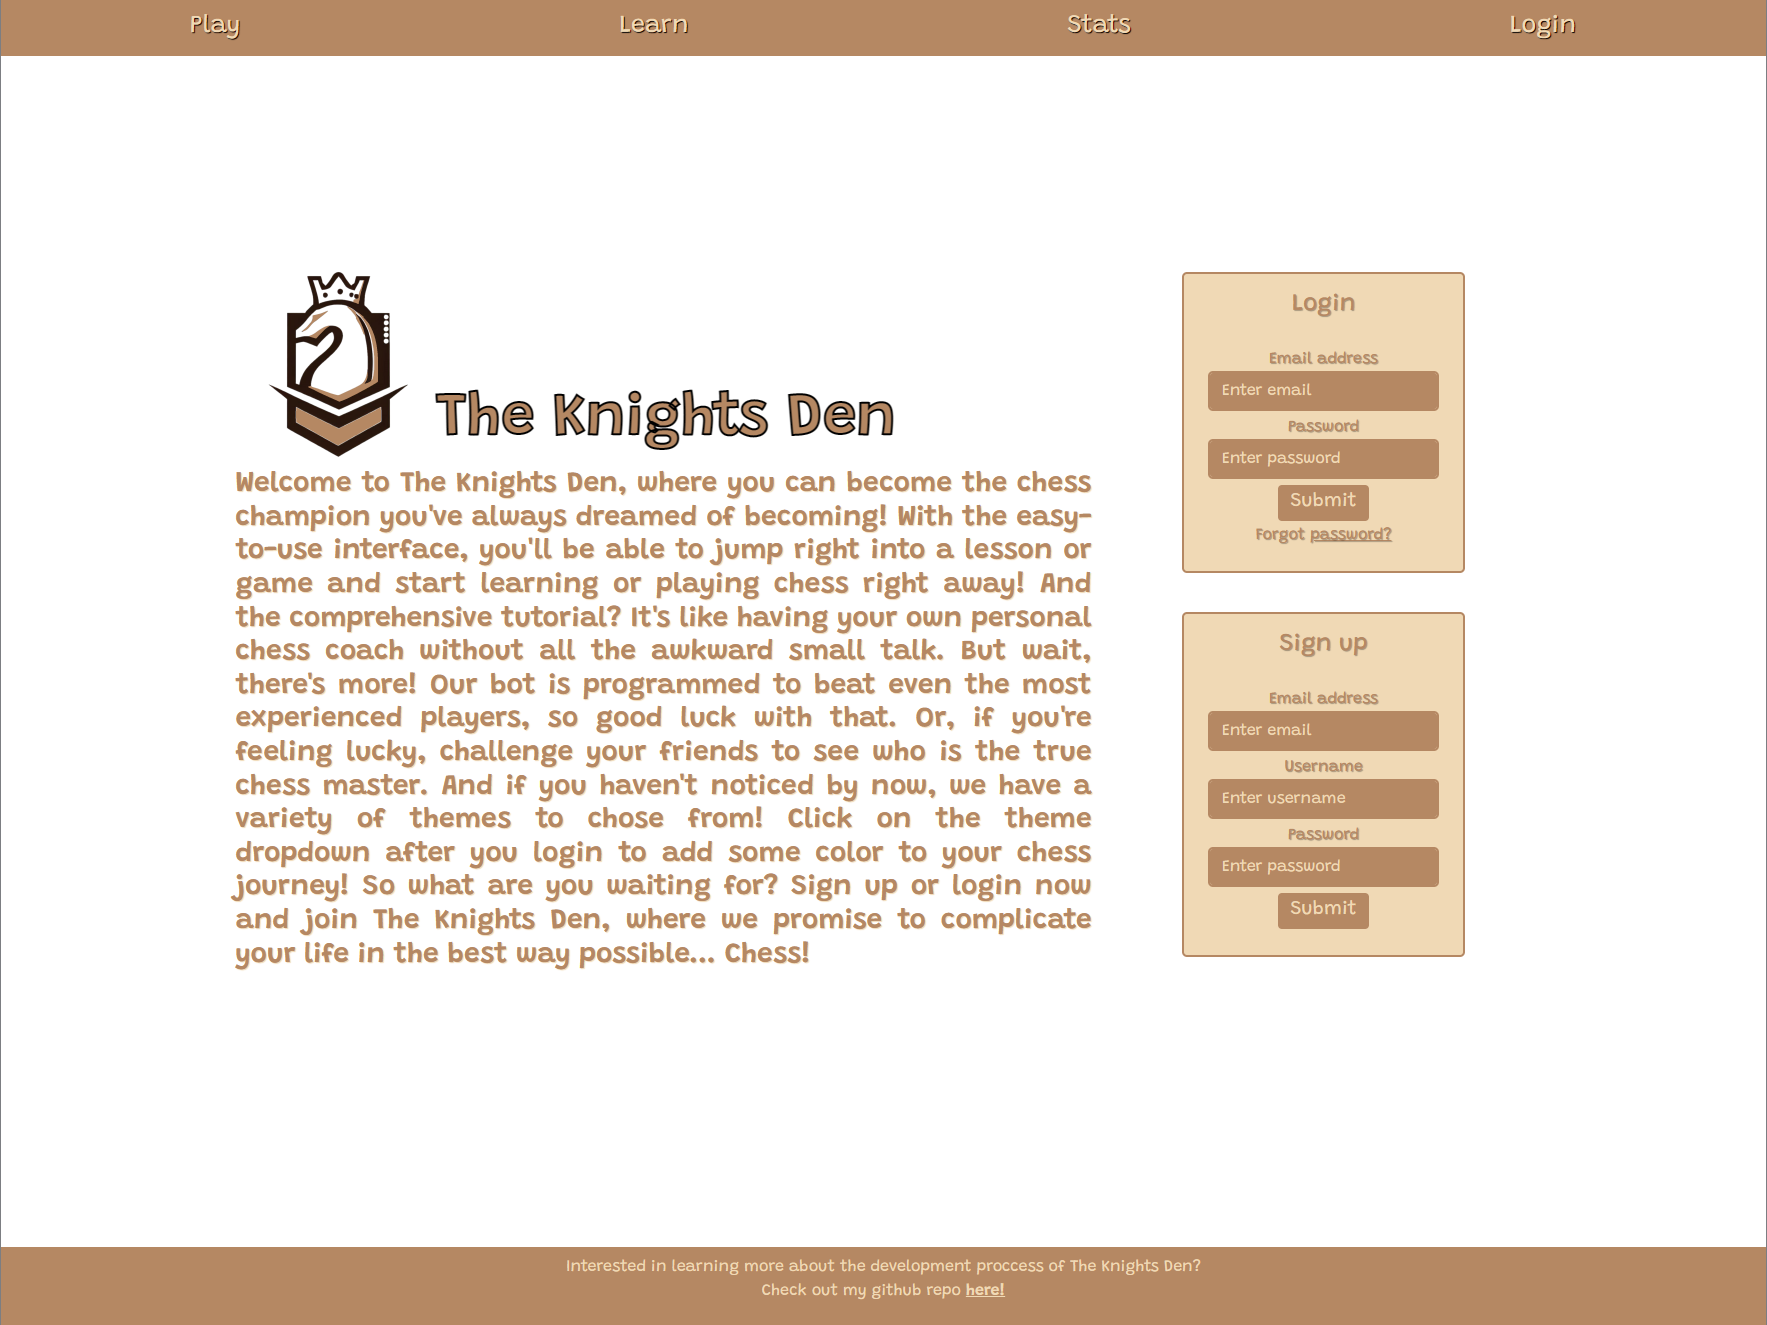 Play
Learn
Stats
Login
The Knights Den
Welcome to The Knights Den, where you can become the chess
champion you've always dreamed of becoming! With the easy-
to-use interface, you'll be able to jump right into a lesson or
game and start learning or playing chess right away! And
the comprehensive tutorial? It's like having your own personal
chess coach without all the awkward small talk. But wait,
there's more! Our bot is programmed to beat even the most
experienced players, so good luck with that. Or, if you're
feeling lucky, challenge your friends to see who is the true
chess master. And if you haven't noticed by now, we have a
variety of themes to chose from! Click on the theme
dropdown after you login to add some color to your chess
journey! So what are you waiting for? Sign up or login now
and join The Knights Den, where we promise to complicate
your life in the best way possible... Chess!
Login
Email address
Enter email
Password
Enter password
Submit
Forgot password?
Sign up
Email address
Enter email
Username
Enter username
Password
Enter password
Submit
Interested in learning more about the development proccess of The Knights Den?
Check out my github repo here!